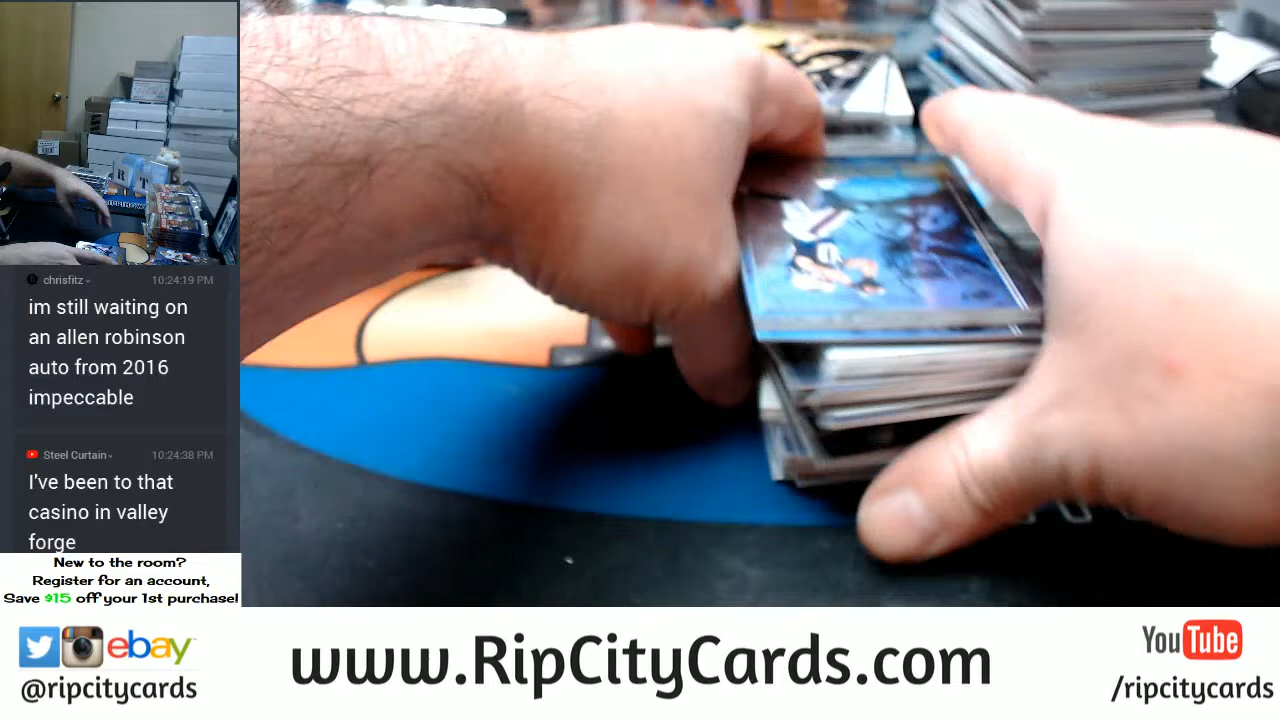 chrisfitz
10:24:19 PM
im still waiting on
an allen robinson
auto from 2016
impeccable
Steel Curtain
10:24:38 PM
I've been to that
casino in valley
forge
New to the room?
Register for an account,
Save $15 off your 1st purchase!
ebay
@ripcitycards
www.RipCityCards.com
YouTube
/ripcitycards